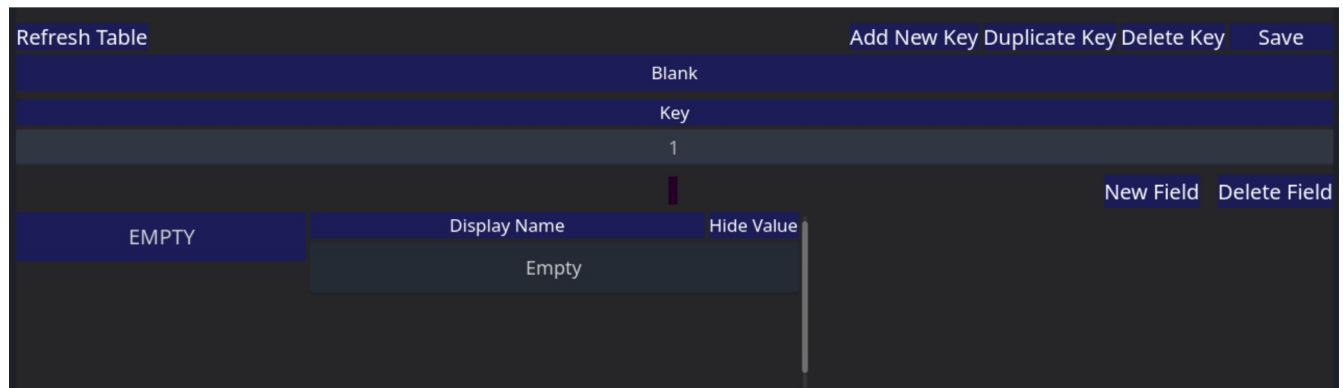 Refresh Table Add New Key Duplicate Key Delete Key Save
Blank
Key
1
New Field Delete Field
EMPTY Display Name Hide Value
Empty